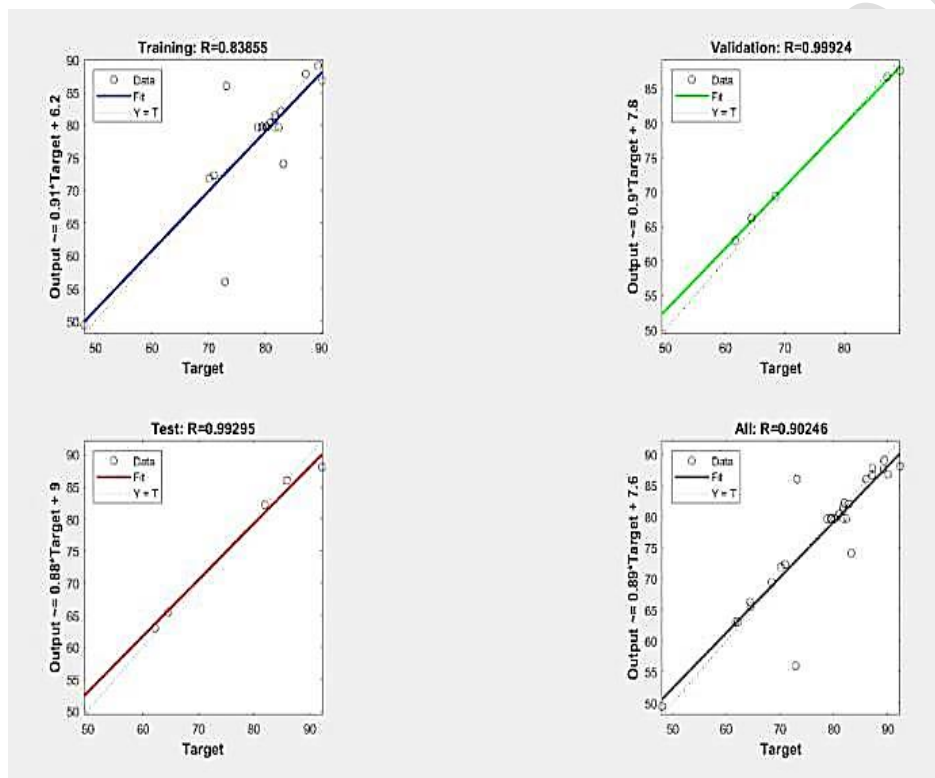 Training: R=0.83855
Output ~= 0.91*Target + 6.2
90
85
80
75
70
65
60
55
50
Data
Fit
Y = T
50 60 70 80 90
Target
Validation: R=0.99924
Output ~= 0.9*Target + 7.8
85
80
75
70
65
60
55
50
Data
Fit
Y = T
50 60 70 80
Target
Test: R=0.99295
Output ~= 0.88*Target + 9
90
85
80
75
70
65
60
55
50
Data
Fit
Y = T
50 60 70 80 90
Target
All: R=0.90246
Output ~= 0.89*Target + 7.6
90
85
80
75
70
65
60
55
50
Data
Fit
Y = T
50 60 70 80 90
Target